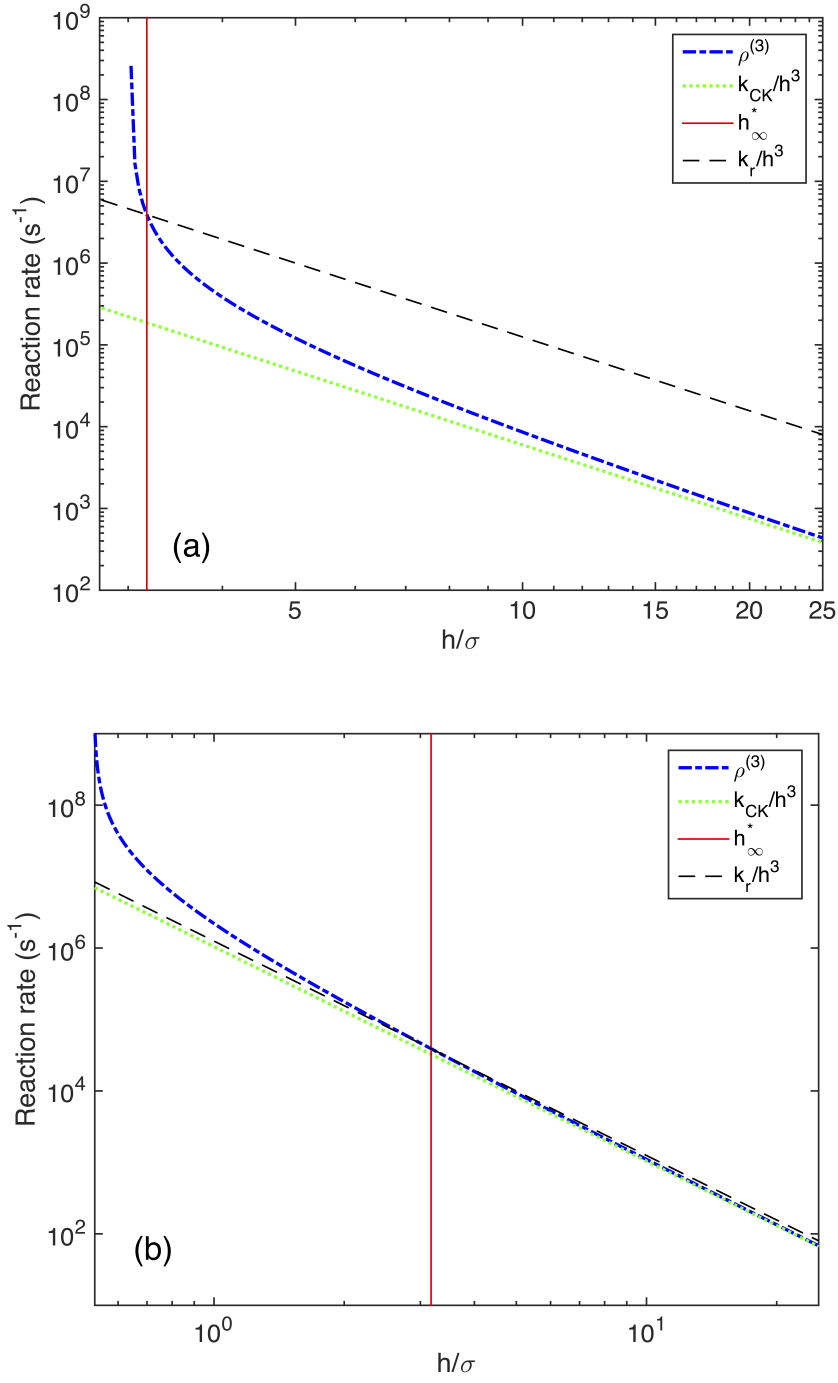 10^9
10^8
10^7
10^6
10^5
10^4
10^3
10^2
Reaction rate (s^-1)
ρ^(3)
k_CK/h^3
h^*_∞
k_r/h^3
(a)
5 10 15 20 25
h/σ
10^8
10^6
10^4
10^2
Reaction rate (s^-1)
ρ^(3)
k_CK/h^3
h^*_∞
k_r/h^3
(b)
10^0 10^1
h/σ